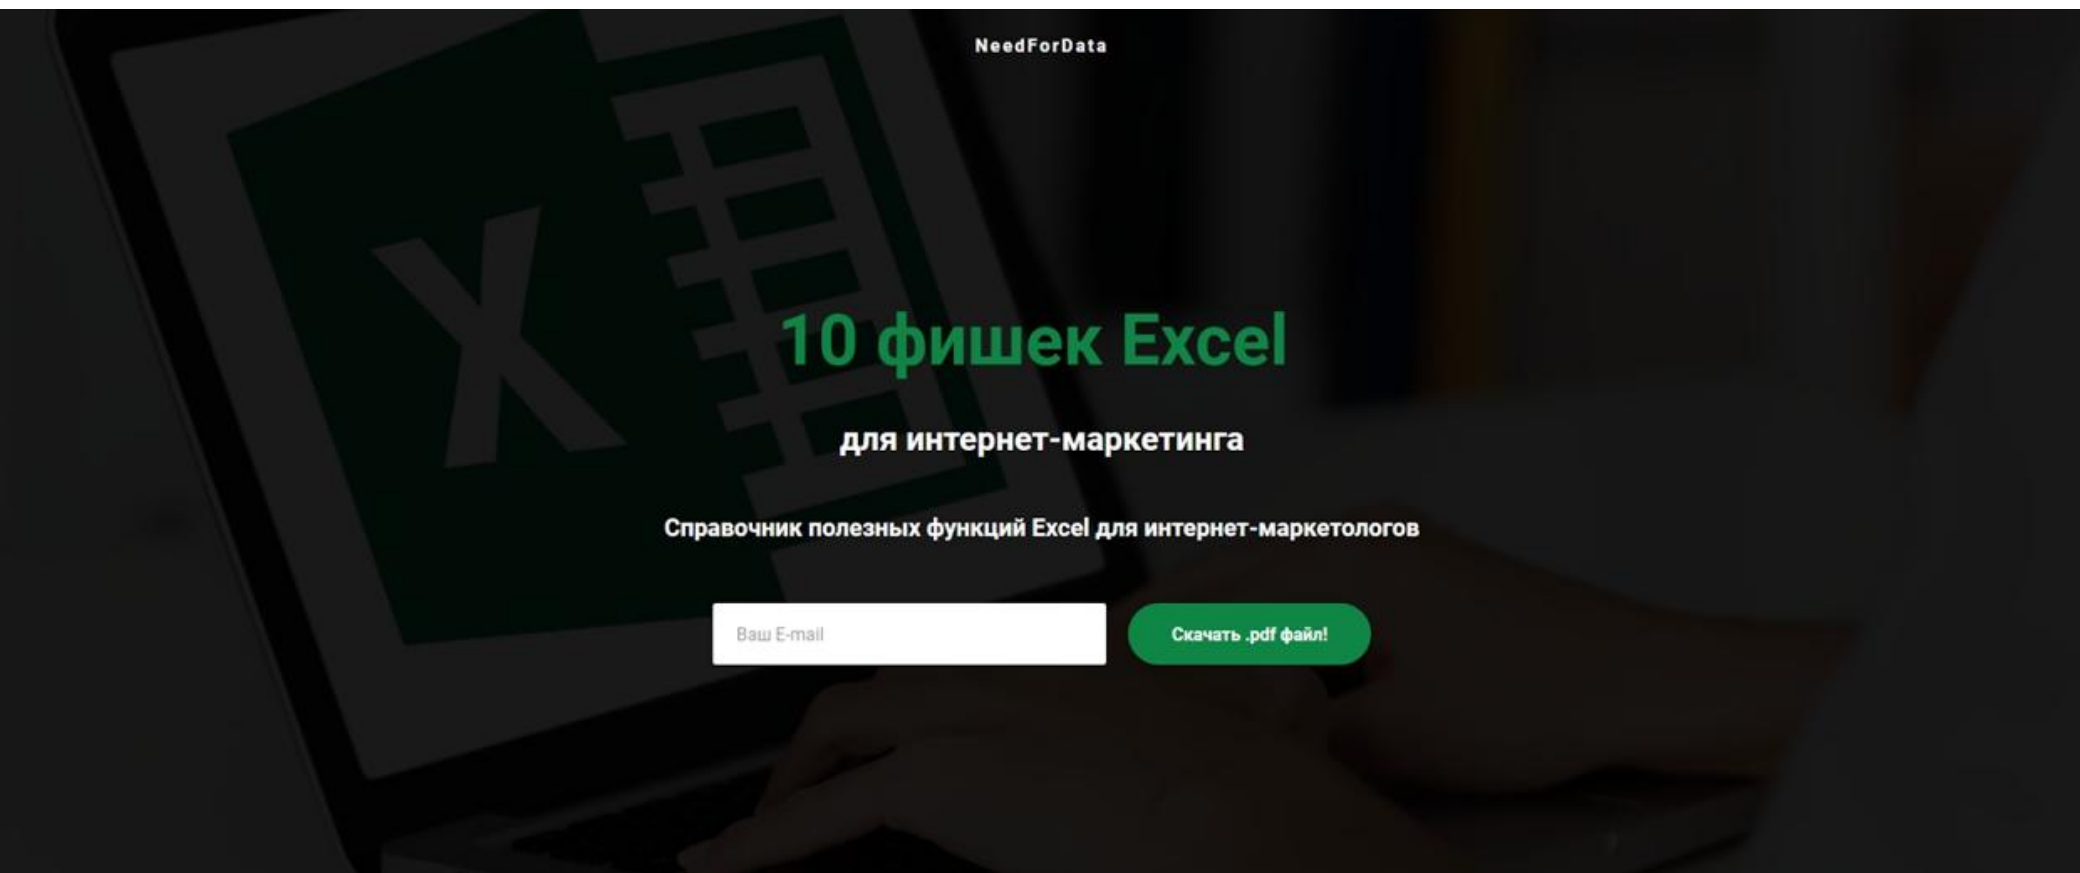 NeedForData
10 фишек Excel
для интернет-маркетинга
Справочник полезных функций Excel для интернет-маркетологов
Ваш E-mail
Скачать .pdf файл!